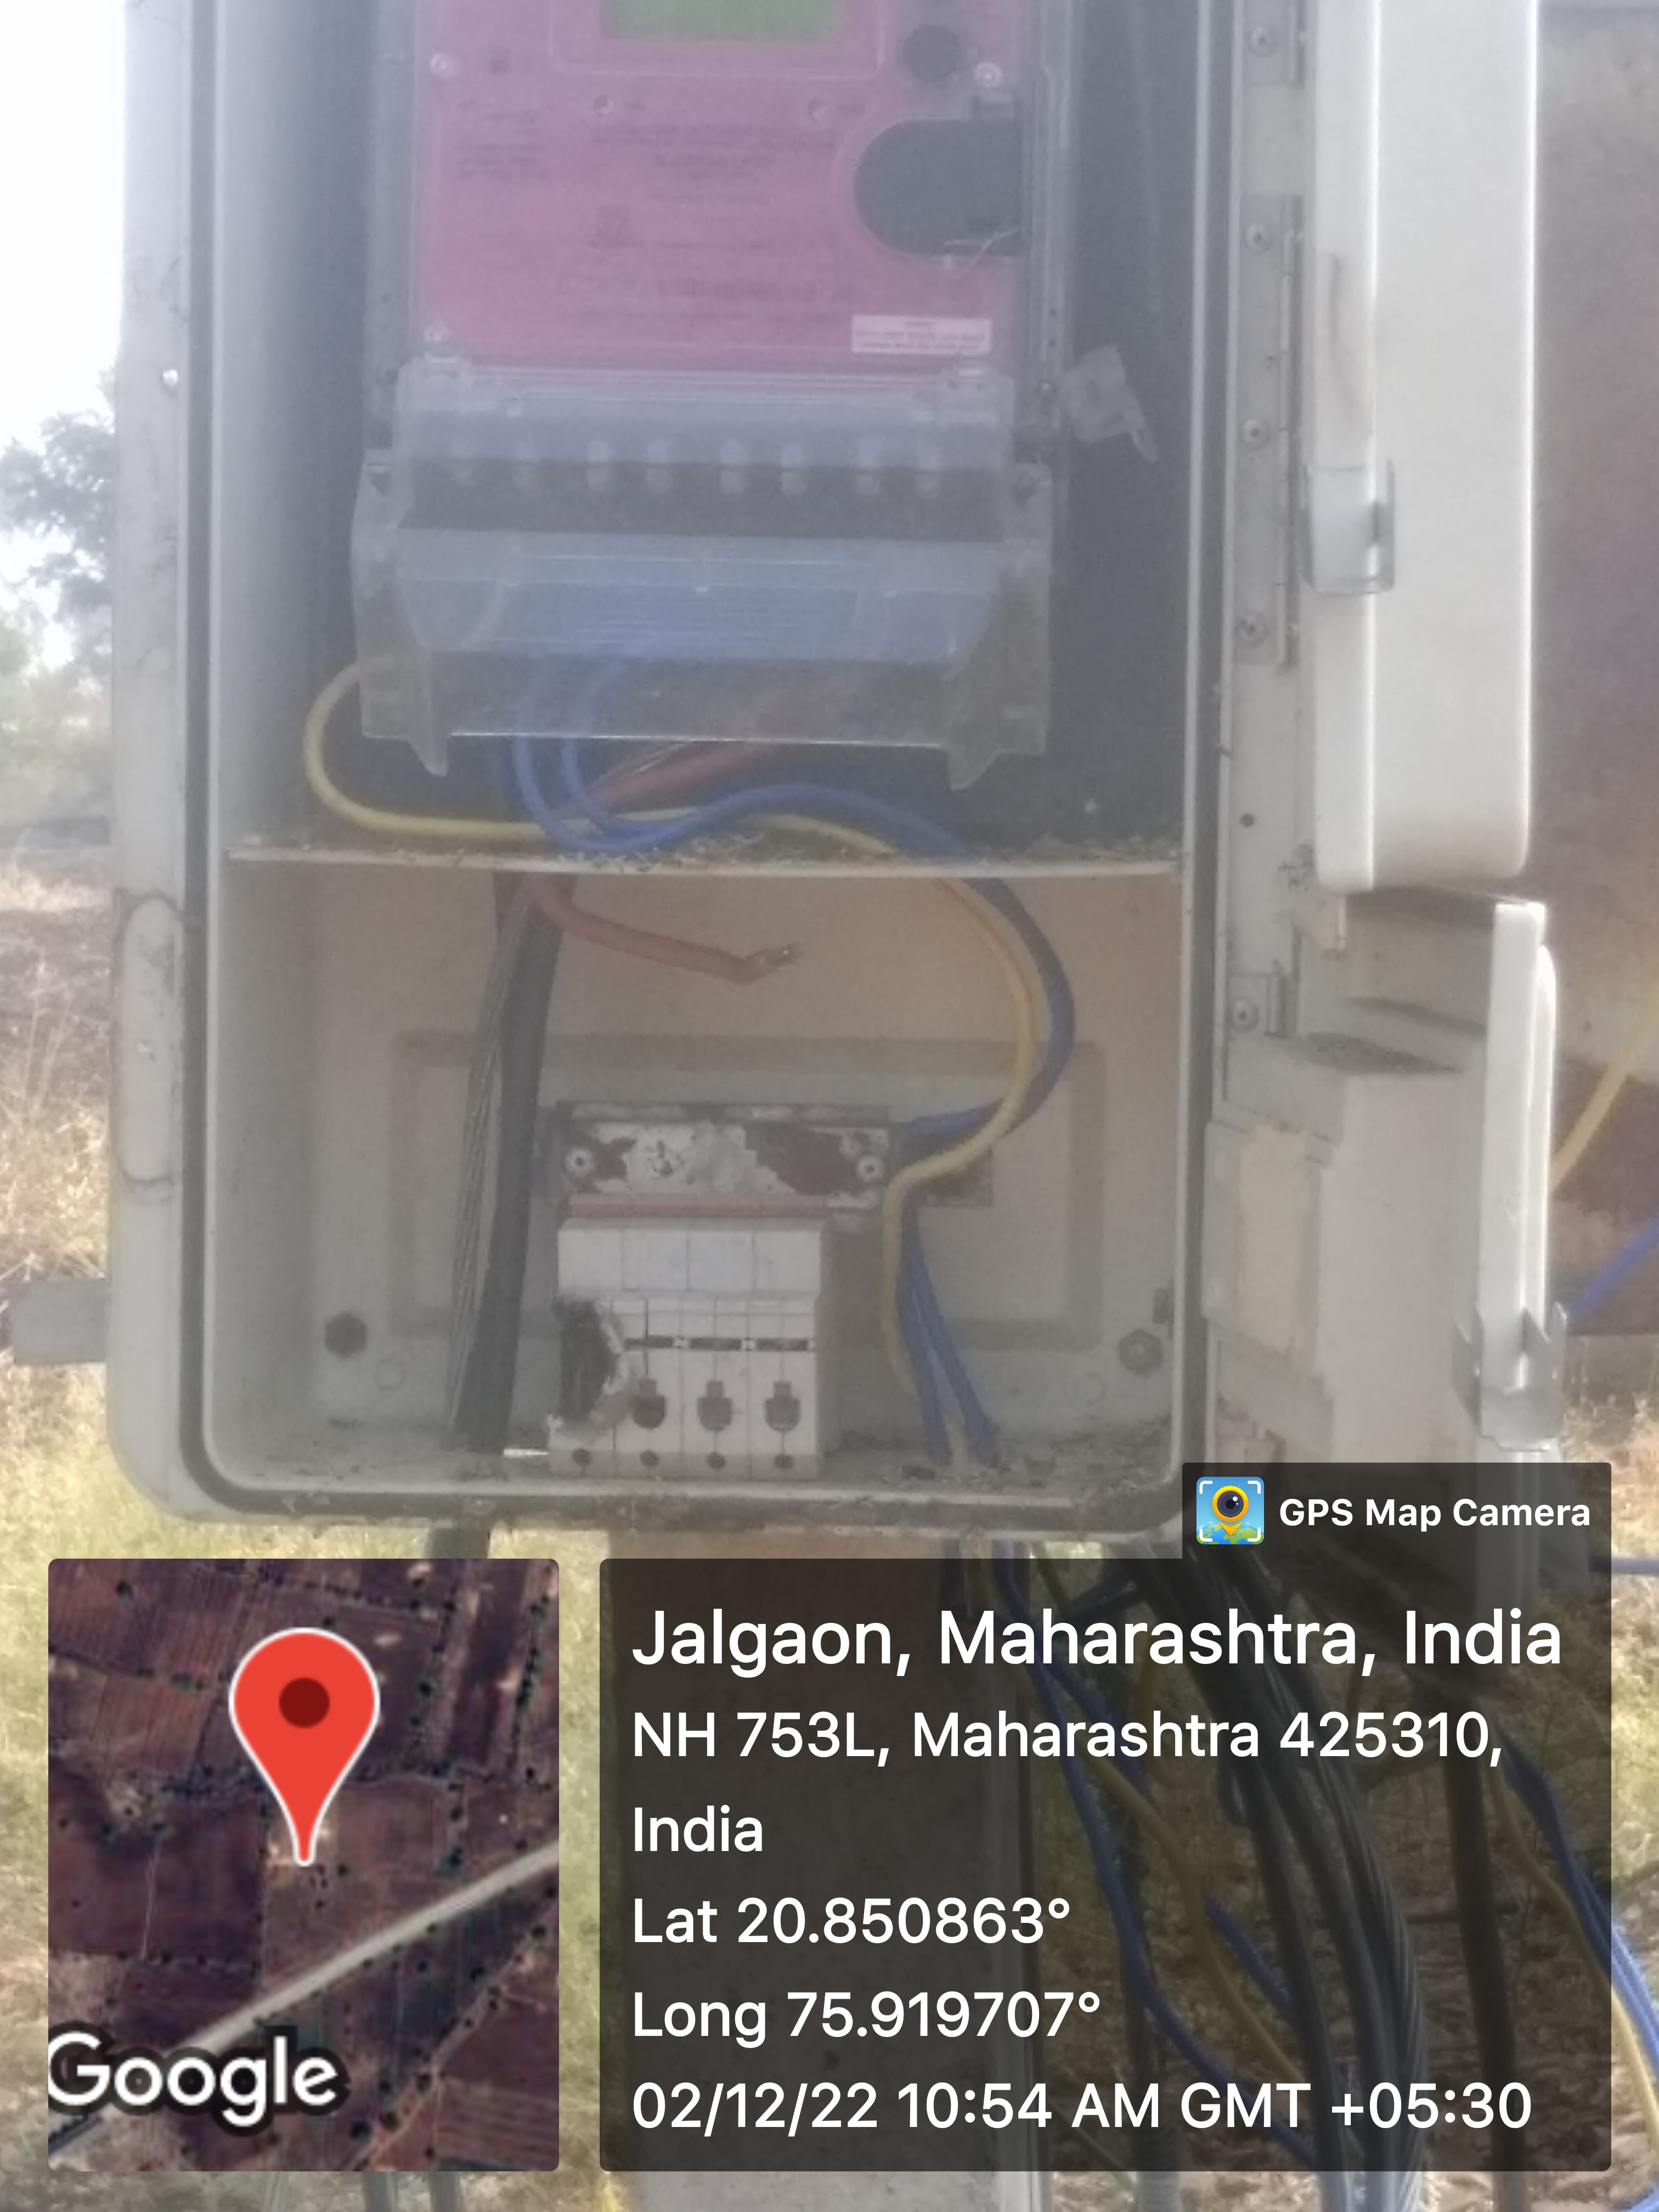 GPS Map Camera
Jalgaon, Maharashtra, India
NH 753L, Maharashtra 425310,
India
Lat 20.850863°
Long 75.919707°
02/12/22 10:54 AM GMT +05:30
Google